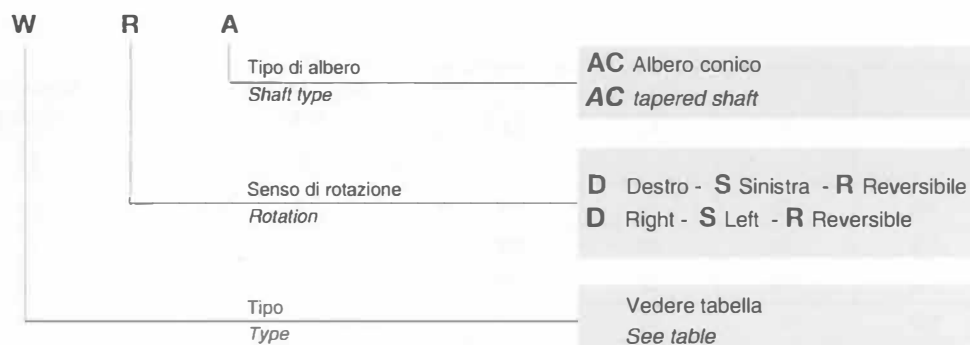 W R A
Tipo di albero
Shaft type
AC Albero conico
AC tapered shaft
Senso di rotazione
Rotation
D Destro - S Sinistra - R Reversibile
D Right - S Left - R Reversible
Tipo
Type
Vedere tabella
See table